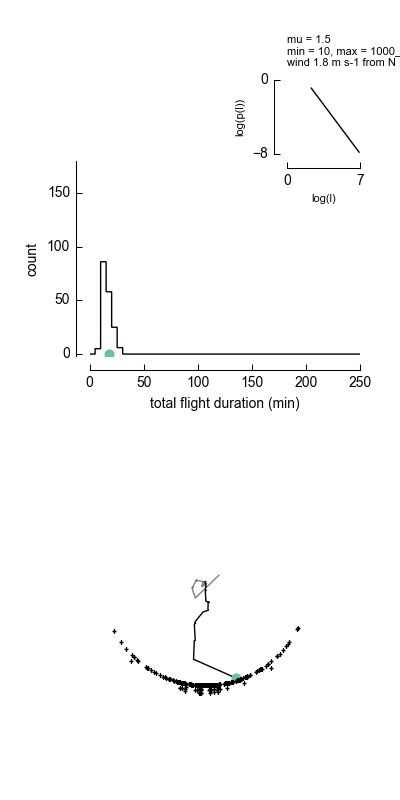 mu = 1.5
min = 10, max = 1000_
wind 1.8 m s-1 from N
0
log(p(l))
−8
0
7
log(l)
150
100
count
50
0
0
50
100
150
200
250
total flight duration (min)